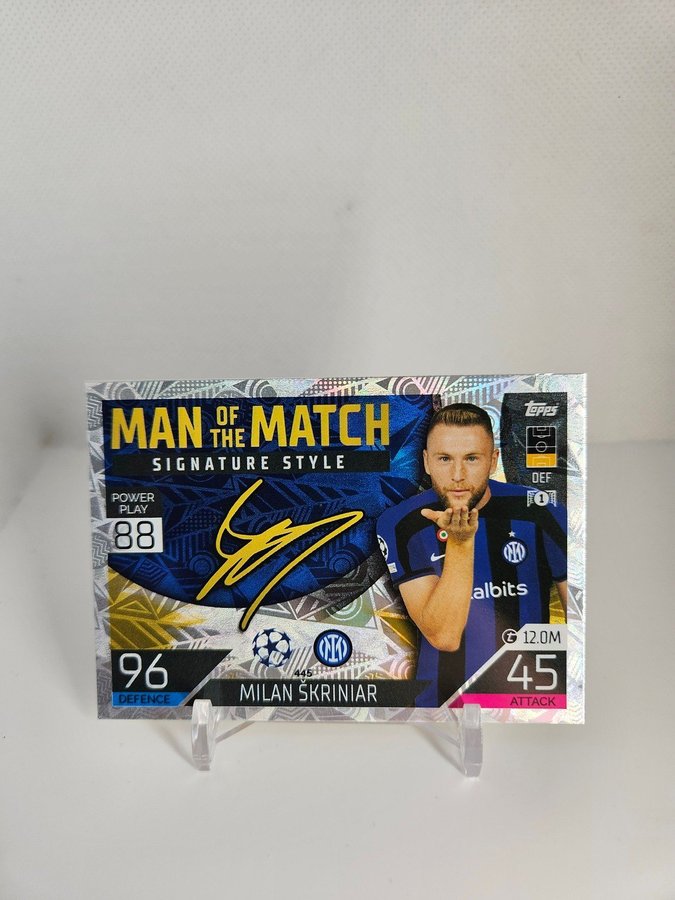 MAN OF THE MATCH
SIGNATURE STYLE
Topps
DEF
1
POWER
PLAY
88
albits
12.0M
96
DEFENCE
445
MILAN ŠKRINIAR
45
ATTACK